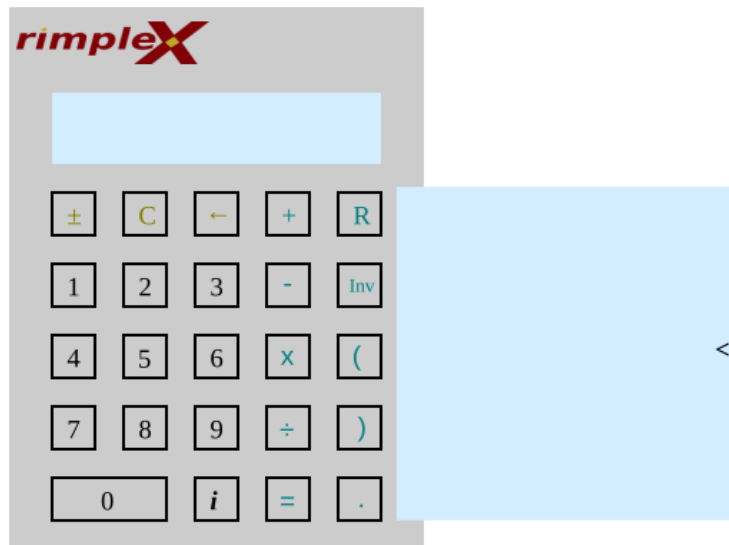 rimpleX
± C ← + R
1 2 3 - Inv
4 5 6 x (
<
7 8 9 ÷ )
0 i = .